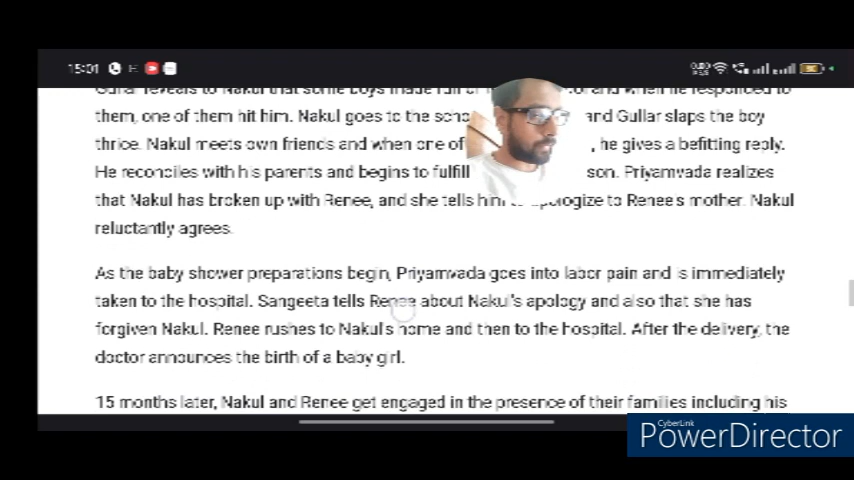 15:01
Gullar reveals to Nakul that some boys made fun of and when he responded to
them, one of them hit him. Nakul goes to the and Gullar slaps the boy
thrice. Nakul meets own friends and when one of , he gives a befitting reply.
He reconciles with his parents and begins to fulfill son. Priyamvada realizes
that Nakul has broken up with Renee, and she tells him to apologize to Renee's mother. Nakul
reluctantly agrees.
As the baby shower preparations begin, Priyamvada goes into labor pain and is immediately
taken to the hospital. Sangeeta tells Renee about Nakul's apology and also that she has
forgiven Nakul. Renee rushes to Nakul's home and then to the hospital. After the delivery, the
doctor announces the birth of a baby girl.
15 months later, Nakul and Renee get engaged in the presence of their families including his
CyberLink
PowerDirector